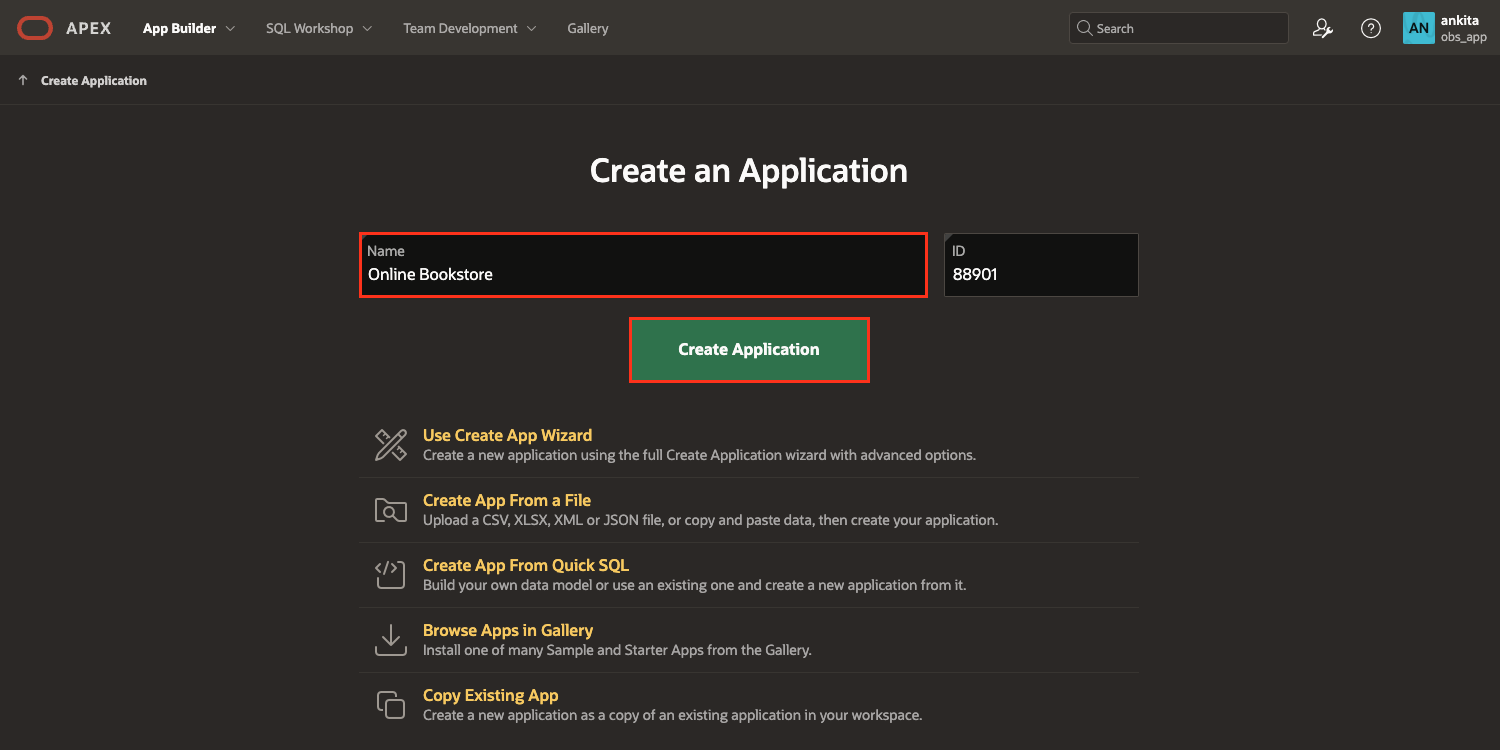 APEX App Builder SQL Workshop Team Development Gallery Search AN ankita
obs_app
Create Application
Create an Application
Name
Online Bookstore
ID
88901
Create Application
Use Create App Wizard
Create a new application using the full Create Application wizard with advanced options.
Create App From a File
Upload a CSV, XLSX, XML or JSON file, or copy and paste data, then create your application.
Create App From Quick SQL
Build your own data model or use an existing one and create a new application from it.
Browse Apps in Gallery
Install one of many Sample and Starter Apps from the Gallery.
Copy Existing App
Create a new application as a copy of an existing application in your workspace.